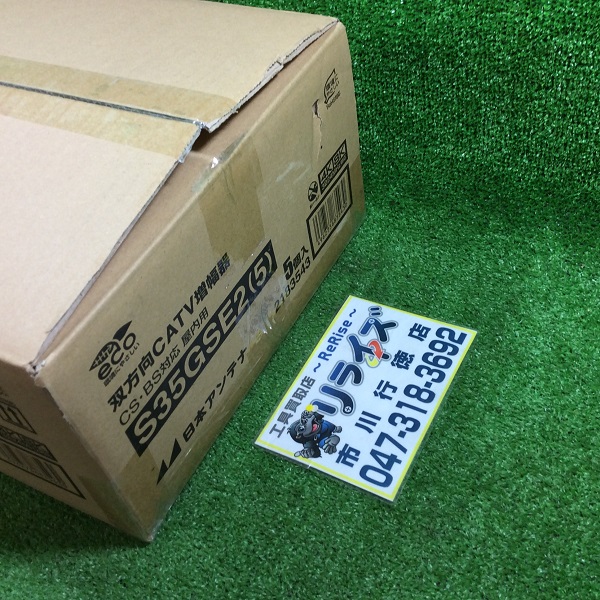 eco
双方向CATV増幅器
CS・BS対応 屋内用
S35GSE2(5)
日本アンテナ
5個入
2193543
4K8K
工具買取店 ～ReRise～
リライズ
市川行徳店
047-318-3692